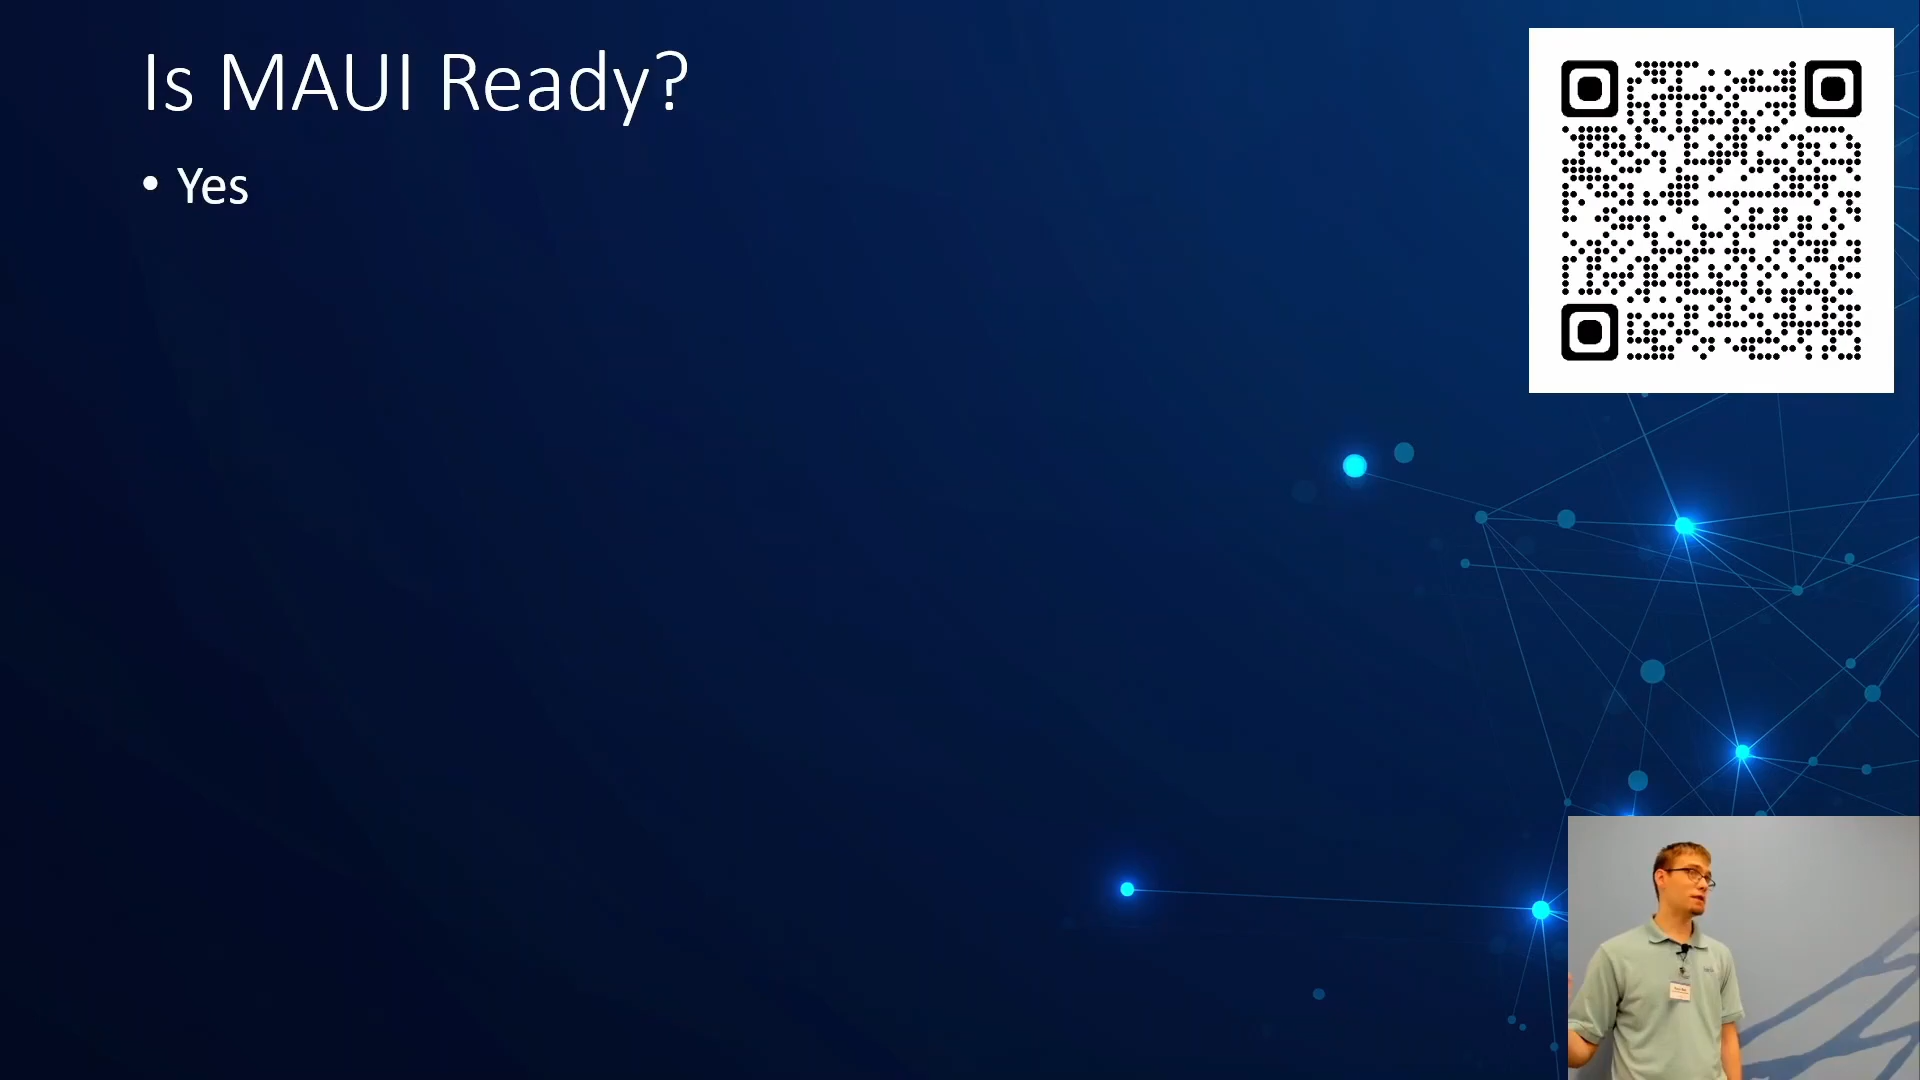 Is MAUI Ready?
• Yes